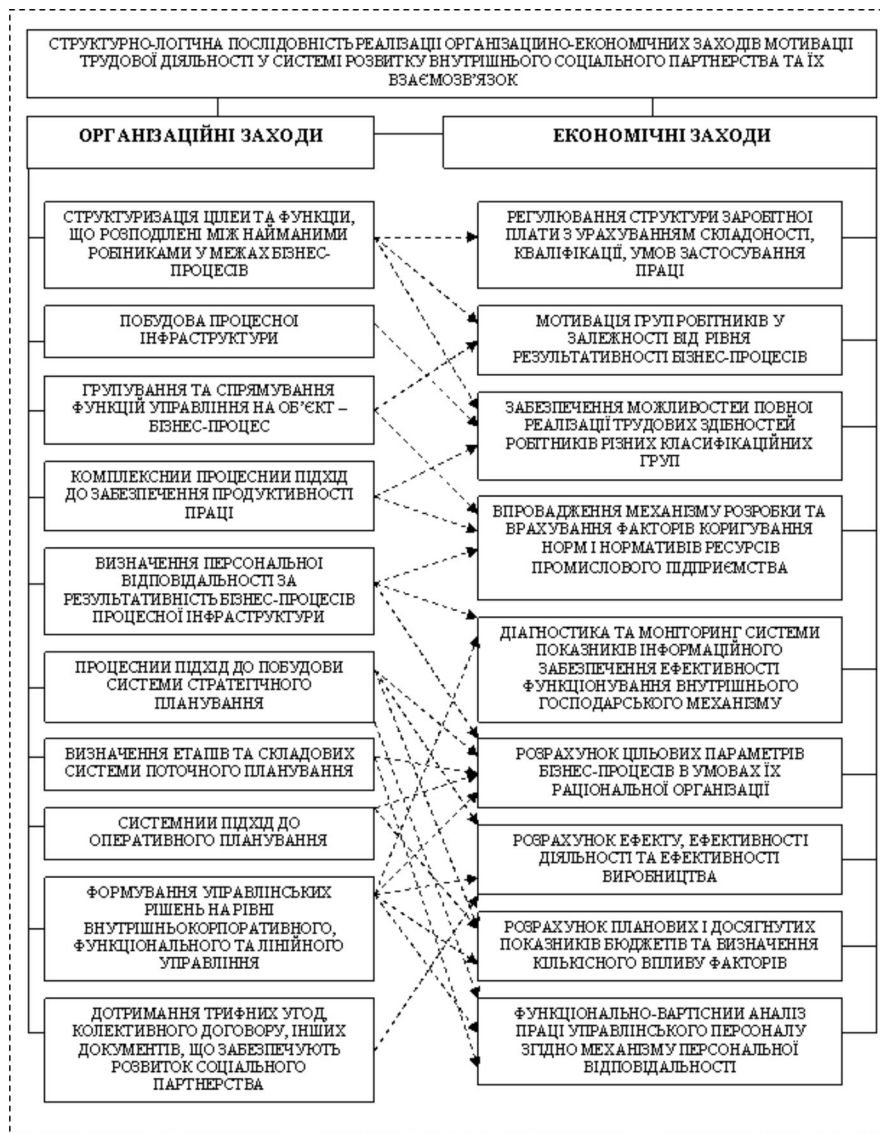 СТРУКТУРНО-ЛОГІЧНА ПОСЛІДОВНІСТЬ РЕАЛІЗАЦІЇ ОРГАНІЗАЦІЙНО-ЕКОНОМІЧНИХ ЗАХОДІВ МОТИВАЦІЇ
ТРУДОВОЇ ДІЯЛЬНОСТІ У СИСТЕМІ РОЗВИТКУ ВНУТРІШНЬОГО СОЦІАЛЬНОГО ПАРТНЕРСТВА ТА ЇХ
ВЗАЄМОЗВ'ЯЗОК
ОРГАНІЗАЦІЙНІ ЗАХОДИ
СТРУКТУРИЗАЦІЯ ЦІЛЕЙ ТА ФУНКЦІЙ,
ЩО РОЗПОДІЛЕНІ МІЖ НАЙМАНИМИ
РОБІНИКАМИ У МЕЖАХ БІЗНЕС-
ПРОЦЕСІВ
ПОБУДОВА ПРОЦЕСНОЇ
ІНФРАСТРУКТУРИ
ГРУПУВАННЯ ТА СПРЯМУВАННЯ
ФУНКЦІЙ УПРАВЛІННЯ НА ОБ'ЄКТ –
БІЗНЕС-ПРОЦЕС
КОМПЛЕКСНИЙ ПРОЦЕСНИЙ ПІДХІД
ДО ЗАБЕЗПЕЧЕННЯ ПРОДУКТИВНОСТІ
ПРАЦІ
ВИЗНАЧЕННЯ ПЕРСОНАЛЬНОЇ
ВІДПОВІДАЛЬНОСТІ ЗА
РЕЗУЛЬТАТИВНІСТЬ БІЗНЕС-ПРОЦЕСІВ
ПРОЦЕСНОЇ ІНФРАСТРУКТУРИ
ПРОЦЕСНИЙ ПІДХІД ДО ПОБУДОВИ
СИСТЕМИ СТРАТЕГІЧНОГО
ПЛАНУВАННЯ
ВИЗНАЧЕННЯ ЕТАПІВ ТА СКЛАДОВИХ
СИСТЕМИ ПОТОЧНОГО ПЛАНУВАННЯ
СИСТЕМНИЙ ПІДХІД ДО
ОПЕРАТИВНОГО ПЛАНУВАННЯ
ФОРМУВАННЯ УПРАВЛІНСЬКИХ
РІШЕНЬ НА РІВНІ
ВНУТРІШНЬОКОРПОРАТИВНОГО,
ФУНКЦІОНАЛЬНОГО ТА ЛІНІЙНОГО
УПРАВЛІННЯ
ДОТРИМАННЯ ТРИФНИХ УГОД,
КОЛЕКТИВНОГО ДОГОВОРУ, ІНШИХ
ДОКУМЕНТІВ, ЩО ЗАБЕЗПЕЧУЮТЬ
РОЗВИТОК СОЦІАЛЬНОГО
ПАРТНЕРСТВА
ЕКОНОМІЧНІ ЗАХОДИ
РЕГУЛЮВАННЯ СТРУКТУРИ ЗАРОБІТНОЇ
ПЛАТИ З УРАХУВАННЯМ СКЛАДОНОСТІ,
КВАЛІФІКАЦІЇ, УМОВ ЗАСТОСУВАННЯ
ПРАЦІ
МОТИВАЦІЯ ГРУП РОБІТНИКІВ У
ЗАЛЕЖНОСТІ ВІД РІВНЯ
РЕЗУЛЬТАТИВНОСТІ БІЗНЕС-ПРОЦЕСІВ
ЗАБЕЗПЕЧЕННЯ МОЖЛИВОСТЕЙ ПОВНОЇ
РЕАЛІЗАЦІЇ ТРУДОВИХ ЗДІБНОСТЕЙ
РОБІТНИКІВ РІЗНИХ КЛАСИФІКАЦІЙНИХ
ГРУП
ВПРОВАДЖЕННЯ МЕХАНІЗМУ РОЗРОБКИ ТА
ВРАХУВАННЯ ФАКТОРІВ КОРИГУВАННЯ
НОРМ І НОРМАТИВІВ РЕСУРСІВ
ПРОМИСЛОВОГО ПІДПРИЄМСТВА
ДІАГНОСТИКА ТА МОНІТОРИНГ СИСТЕМИ
ПОКАЗНИКІВ ІНФОРМАЦІЙНОГО
ЗАБЕЗПЕЧЕННЯ ЕФЕКТИВНОСТІ
ФУНКЦІОНУВАННЯ ВНУТРІШНЬОГО
ГОСПОДАРСЬКОГО МЕХАНІЗМУ
РОЗРАХУНОК ЦІЛЬОВИХ ПАРАМЕТРІВ
БІЗНЕС-ПРОЦЕСІВ В УМОВАХ ЇХ
РАЦІОНАЛЬНОЇ ОРГАНІЗАЦІЇ
РОЗРАХУНОК ЕФЕКТУ, ЕФЕКТИВНОСТІ
ДІЯЛЬНОСТІ ТА ЕФЕКТИВНОСТІ
ВИРОБНИЦТВА
РОЗРАХУНОК ПЛАНОВИХ І ДОСЯГНУТИХ
ПОКАЗНИКІВ БЮДЖЕТІВ ТА ВИЗНАЧЕННЯ
КІЛЬКІСНОГО ВПЛИВУ ФАКТОРІВ
ФУНКЦІОНАЛЬНО-ВАРТІСНИЙ АНАЛІЗ
ПРАЦІ УПРАВЛІНСЬКОГО ПЕРСОНАЛУ
ЗГІДНО МЕХАНІЗМУ ПЕРСОНАЛЬНОЇ
ВІДПОВІДАЛЬНОСТІ